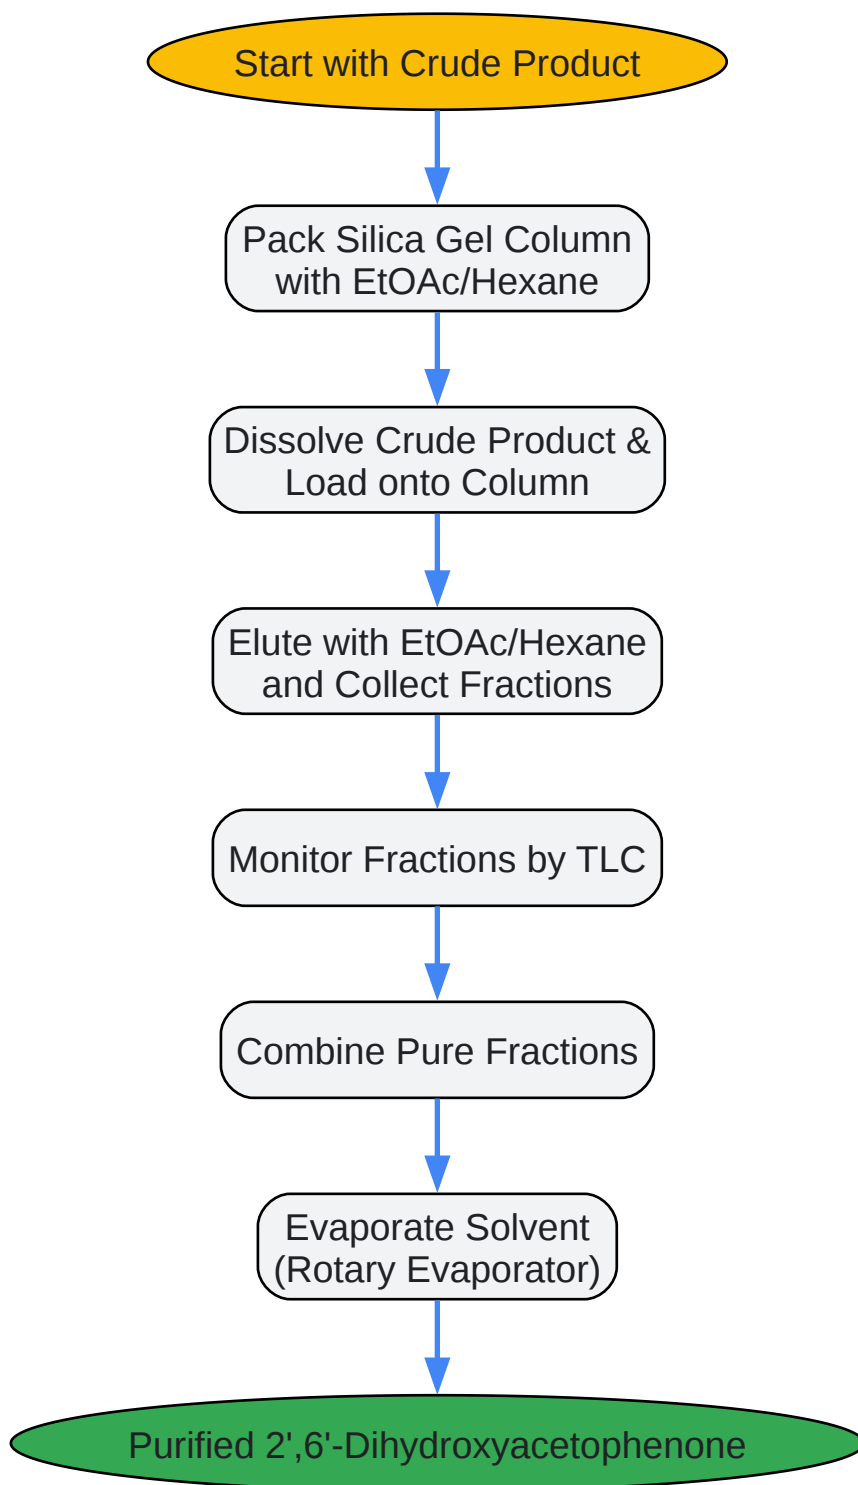 Start with Crude Product
Pack Silica Gel Column
with EtOAc/Hexane
Dissolve Crude Product &
Load onto Column
Elute with EtOAc/Hexane
and Collect Fractions
Monitor Fractions by TLC
Combine Pure Fractions
Evaporate Solvent
(Rotary Evaporator)
Purified 2',6'-Dihydroxyacetophenone